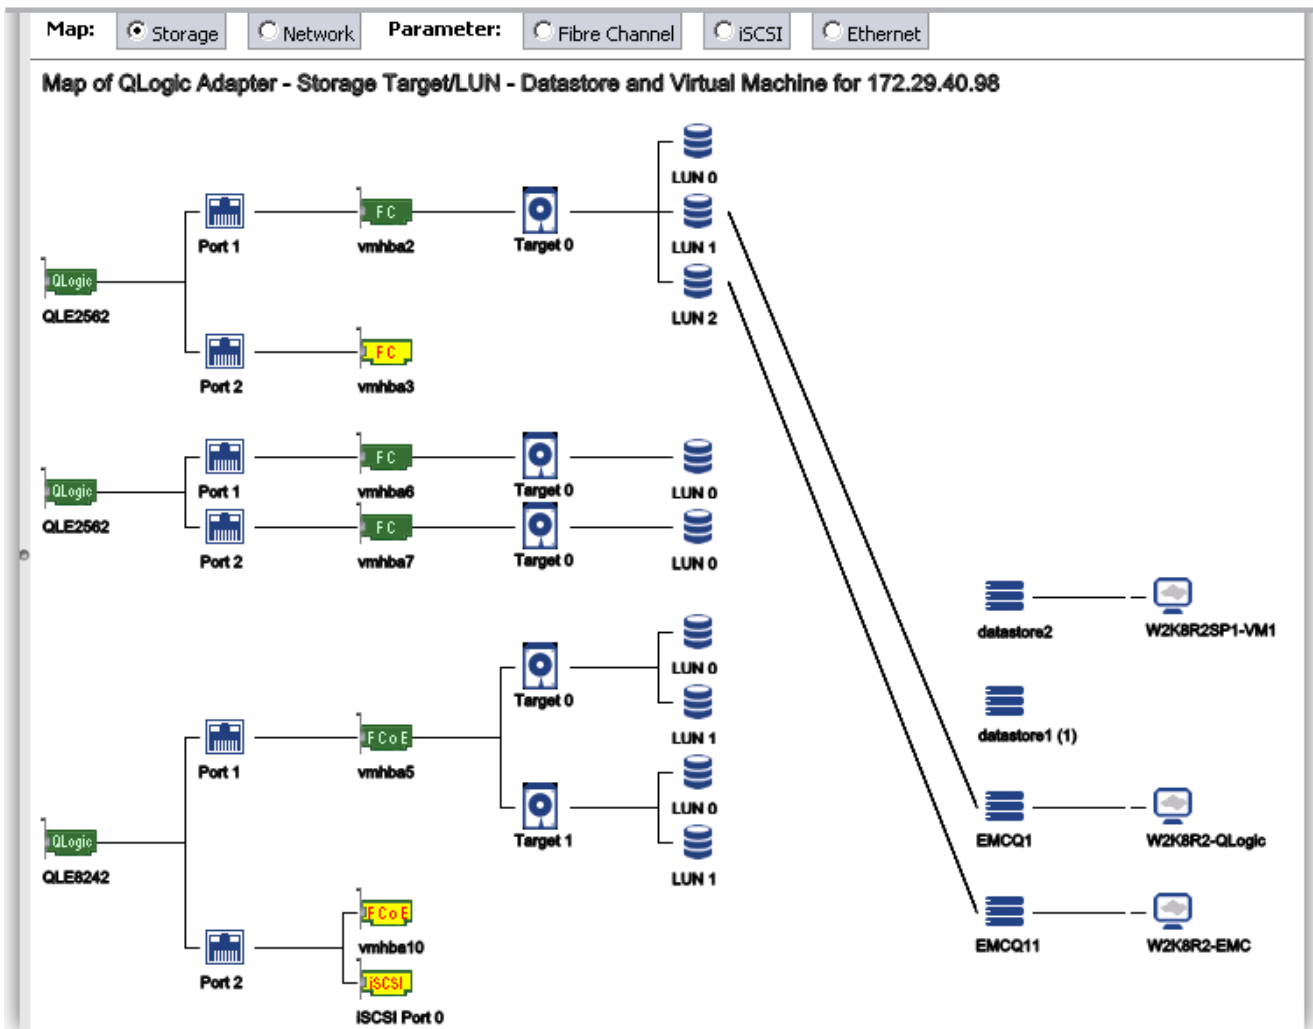 Map: Storage Network Parameter: Fibre Channel iSCSI Ethernet
Map of QLogic Adapter - Storage Target/LUN - Datastore and Virtual Machine for 172.29.40.98
LUN 0
FC
Port 1 vmhba2 Target 0 LUN 1
QLogic
QLE2562 LUN 2
FC
Port 2 vmhba3
FC
QLogic Port 1 vmhba6 Target 0 LUN 0
QLE2562 FC
Port 2 vmhba7 Target 0 LUN 0
datastore2 W2K8R2SP1-VM1
LUN 0
Target 0
FCoE LUN 1 datastore1 (1)
Port 1 vmhba5
LUN 0
QLogic Target 1 EMCQ1 W2K8R2-QLogic
QLE8242 LUN 1
FCoE
vmhba10 EMCQ11 W2K8R2-EMC
Port 2 iSCSI
iSCSI Port 0